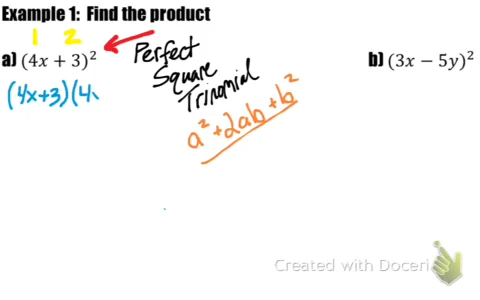 Example 1: Find the product
1 2
a) (4x + 3)²
Perfect
Square
Trinomial
a² + 2ab + b²
(4x+3)(4x
b) (3x − 5y)²
Created with Doceri